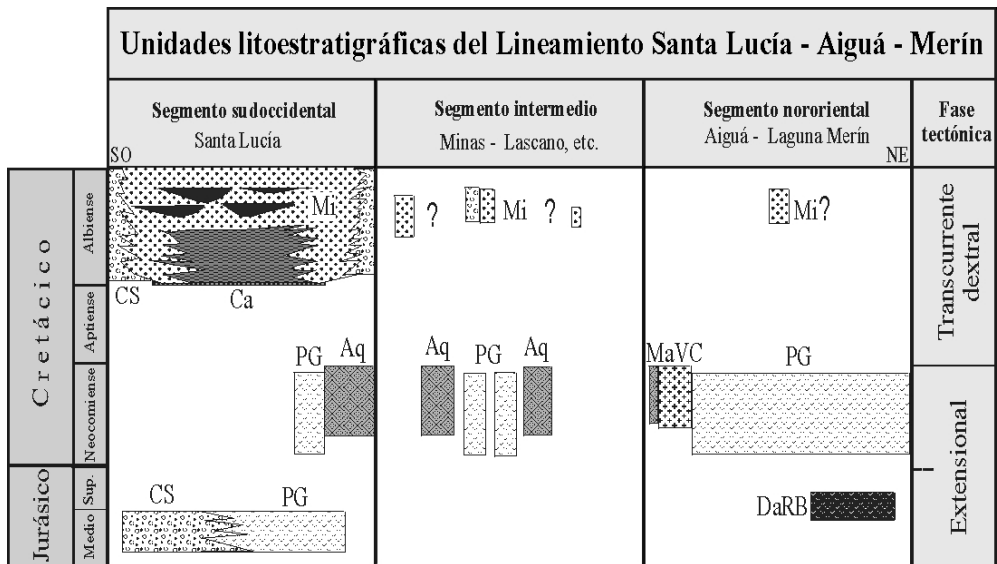 Unidades litoestratigráficas del Lineamiento Santa Lucía - Aiguá - Merín
Segmento sudoccidental
Santa Lucía
SO
Segmento intermedio
Minas - Lascano, etc.
Segmento nororiental
Aiguá - Laguna Merín
NE
Fase
tectónica
Cretácico
Albiense
Aptiense
Neocomiense
Jurásico
Sup.
Medio
Mi
CS
Ca
?
Mi
?
Mi?
PG
Aq
Aq
PG
Aq
MaVC
PG
CS
PG
DaRB
Transcurrente
dextral
Extensional